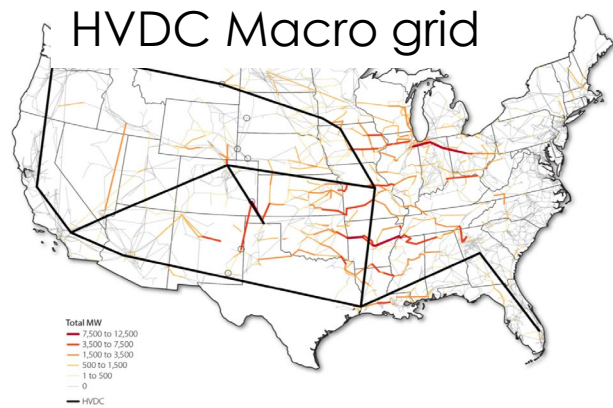 HVDC Macro grid
Total MW
7,500 to 12,500
3,500 to 7,500
1,500 to 3,500
500 to 1,500
1 to 500
0
HVDC